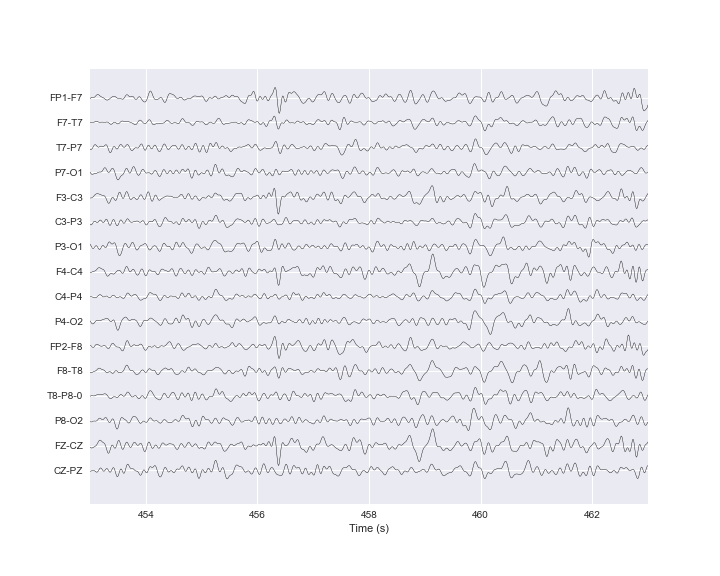 FP1-F7
F7-T7
T7-P7
P7-O1
F3-C3
C3-P3
P3-O1
F4-C4
C4-P4
P4-O2
FP2-F8
F8-T8
T8-P8-0
P8-O2
FZ-CZ
CZ-PZ
454 456 458 460 462
Time (s)